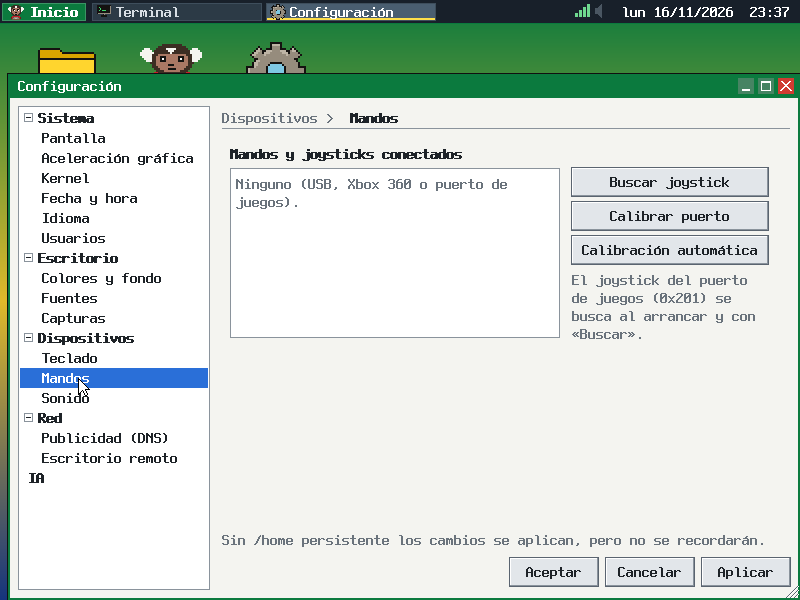 Inicio
Terminal
Configuración
lun 16/11/2026 23:37
Configuración
Sistema
Pantalla
Aceleración gráfica
Kernel
Fecha y hora
Idioma
Usuarios
Escritorio
Colores y fondo
Fuentes
Capturas
Dispositivos
Teclado
Mandos
Sonido
Red
Publicidad (DNS)
Escritorio remoto
IA
Dispositivos > Mandos
Mandos y joysticks conectados
Ninguno (USB, Xbox 360 o puerto de
juegos).
Buscar joystick
Calibrar puerto
Calibración automática
El joystick del puerto
de juegos (0x201) se
busca al arrancar y con
«Buscar».
Sin /home persistente los cambios se aplican, pero no se recordarán.
Aceptar
Cancelar
Aplicar